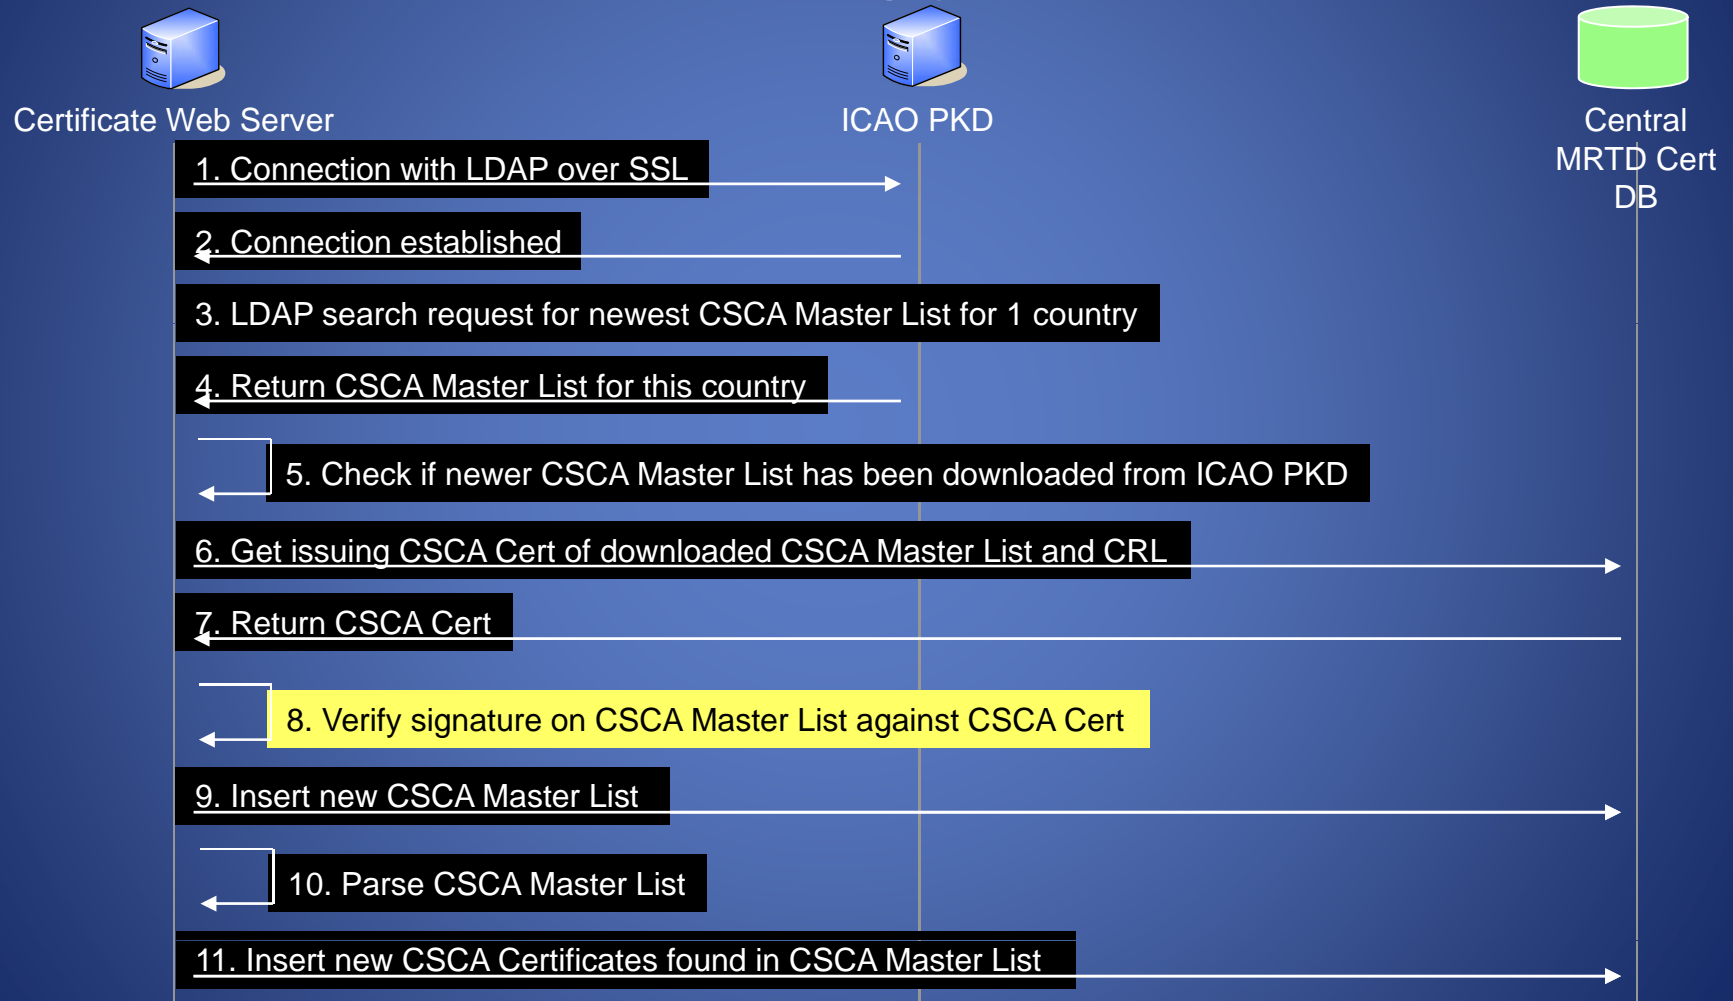 Certificate Web Server
ICAO PKD
Central
MRTD Cert
DB
1. Connection with LDAP over SSL
2. Connection established
3. LDAP search request for newest CSCA Master List for 1 country
4. Return CSCA Master List for this country
5. Check if newer CSCA Master List has been downloaded from ICAO PKD
6. Get issuing CSCA Cert of downloaded CSCA Master List and CRL
7. Return CSCA Cert
8. Verify signature on CSCA Master List against CSCA Cert
9. Insert new CSCA Master List
10. Parse CSCA Master List
11. Insert new CSCA Certificates found in CSCA Master List